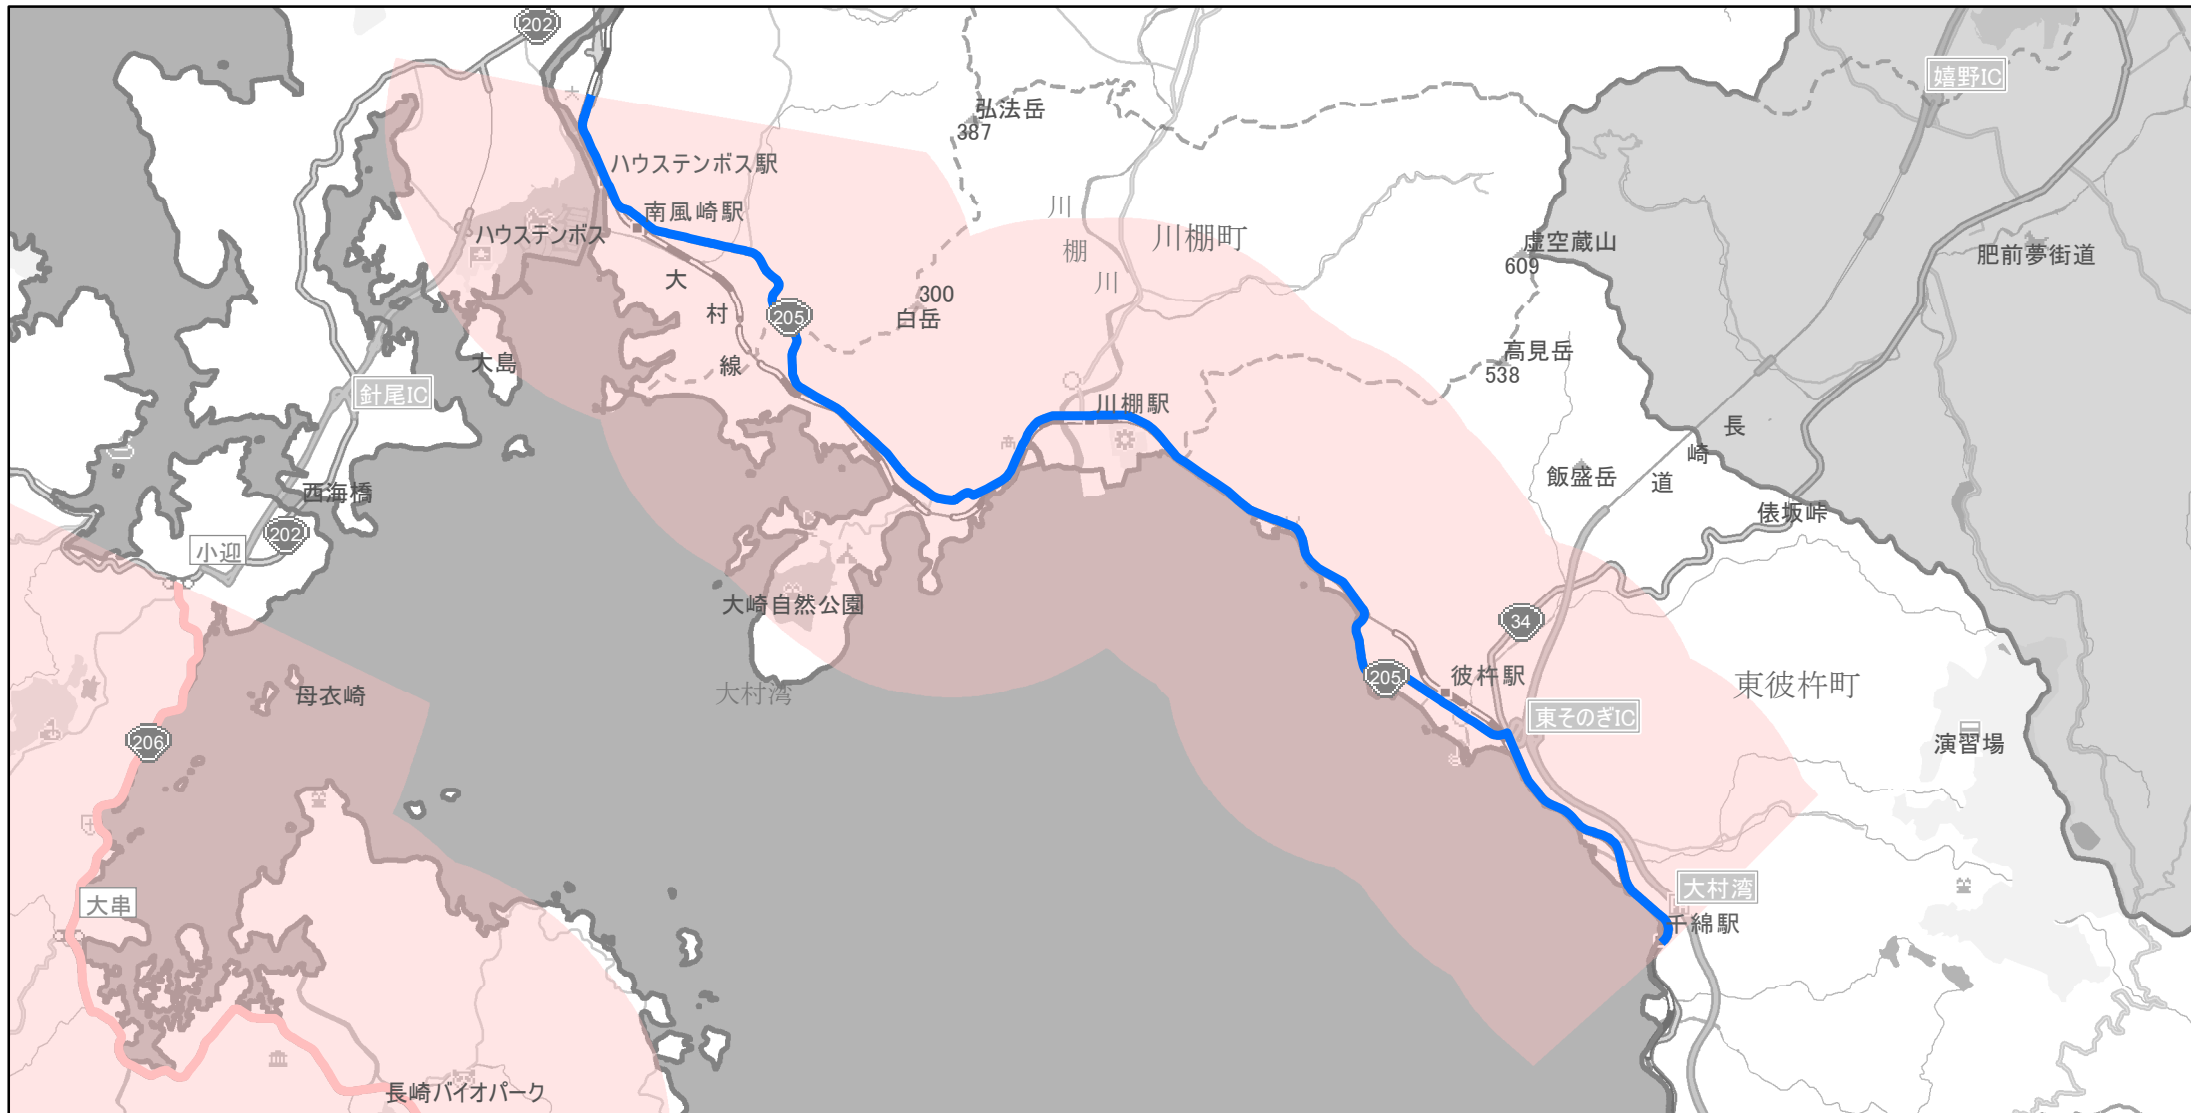 202
嬉野IC
弘法岳
387
ハウステンボス駅
南風崎駅
ハウステンボス
川棚川
川棚町
虚空蔵山
609
肥前夢街道
大村線
300
白岳
205
高見岳
538
大島
針尾IC
川棚駅
長崎道
飯盛岳
西海橋
俵坂峠
202
小迎
大崎自然公園
34
母衣崎
大村湾
205
彼杵駅
東彼杵町
東そのぎIC
206
演習場
大串
大村湾
千綿駅
長崎バイオパーク